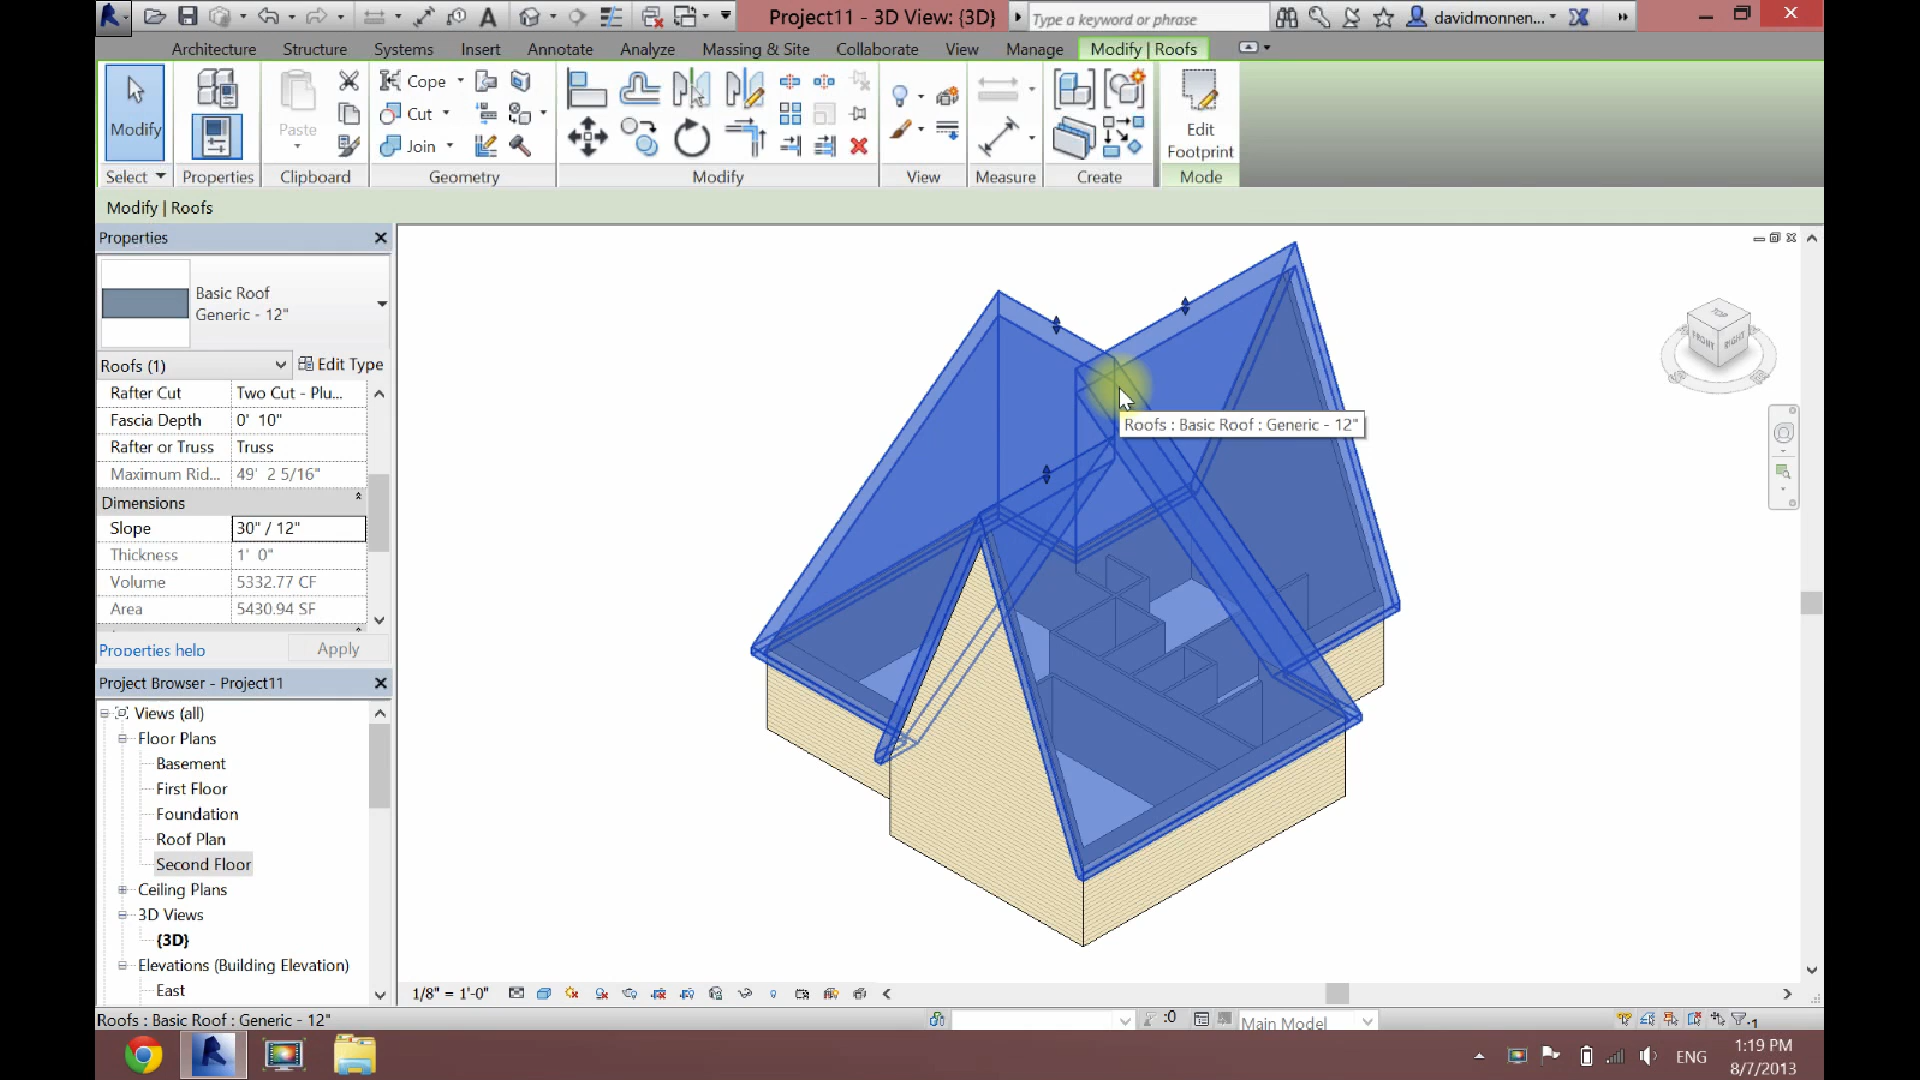 Project11 - 3D View: {3D}
Type a keyword or phrase
davidmonnen...
Architecture Structure Systems Insert Annotate Analyze Massing & Site Collaborate View Manage Modify | Roofs
Modify
Paste
Cope
Cut
Join
Edit
Footprint
Select Properties Clipboard Geometry Modify View Measure Create Mode
Modify | Roofs
Properties
Basic Roof
Generic - 12"
Roofs (1) Edit Type
Rafter Cut Two Cut - Plu...
Fascia Depth 0' 10"
Rafter or Truss Truss
Maximum Rid... 49' 2 5/16"
Dimensions
Slope 30" / 12"
Thickness 1' 0"
Volume 5332.77 CF
Area 5430.94 SF
Properties help Apply
Project Browser - Project11
Views (all)
Floor Plans
Basement
First Floor
Foundation
Roof Plan
Second Floor
Ceiling Plans
3D Views
{3D}
Elevations (Building Elevation)
East
FRONT
RIGHT
Roofs : Basic Roof : Generic - 12"
1/8" = 1'-0"
Roofs : Basic Roof : Generic - 12"
:0
Main Model
:1
ENG
1:19 PM
8/7/2013